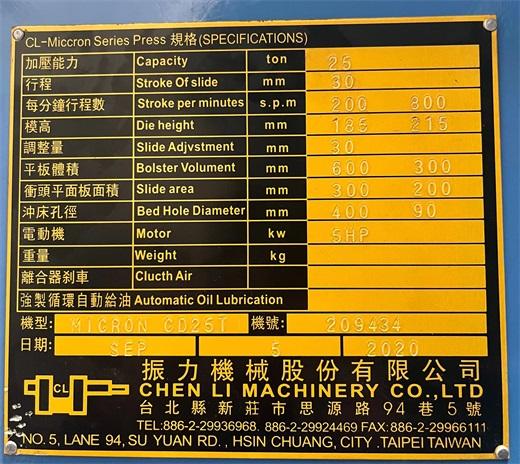 CL-Miccron Series Press 規格(SPECIFICATIONS)
加壓能力 Capacity ton 25
行程 Stroke Of slide mm 30
每分鐘行程數 Stroke per minutes s.p.m 200 800
模高 Die height mm 185 215
調整量 Slide Adjvstment mm 30
平板體積 Bolster Volument mm 600 300
衝頭平面板面積 Slide area mm 300 200
沖床孔徑 Bed Hole Diameter mm 400 90
電動機 Motor kw 5HP
重量 Weight kg
離合器剎車 Clucth Air
強製循環自動給油 Automatic Oil Lubrication
機型: MICRON CD25T 機號: 209434
日期: SEP 5 2020
振力機械股份有限公司
CL CHEN LI MACHINERY CO.,LTD
台北縣新莊市思源路94巷5號
TEL:886-2-29936968. 886-2-29924469 FAX:886-2-29966111
NO. 5, LANE 94, SU YUAN RD. , HSIN CHUANG, CITY .TAIPEI TAIWAN